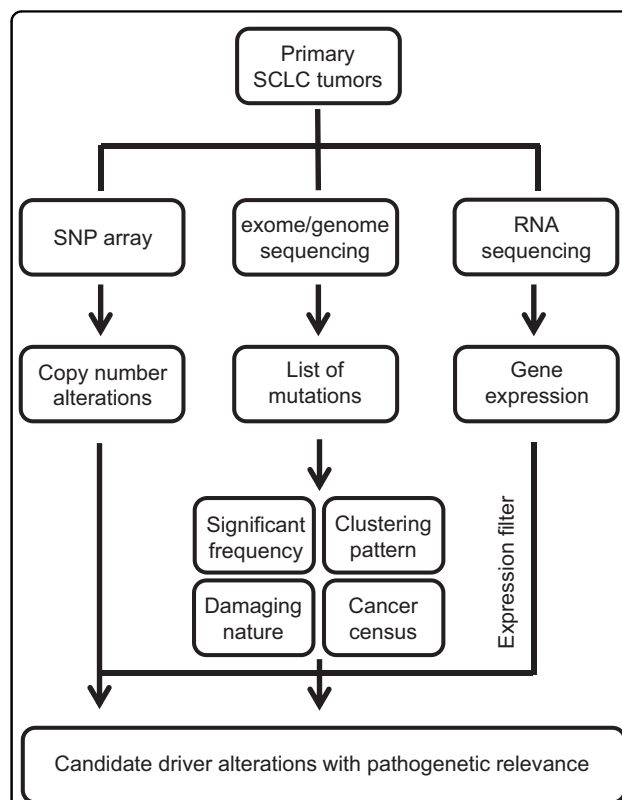 Primary
SCLC tumors
SNP array
exome/genome
sequencing
RNA
sequencing
Copy number
alterations
List of
mutations
Gene
expression
Significant
frequency
Clustering
pattern
Damaging
nature
Cancer
census
Expression filter
Candidate driver alterations with pathogenetic relevance